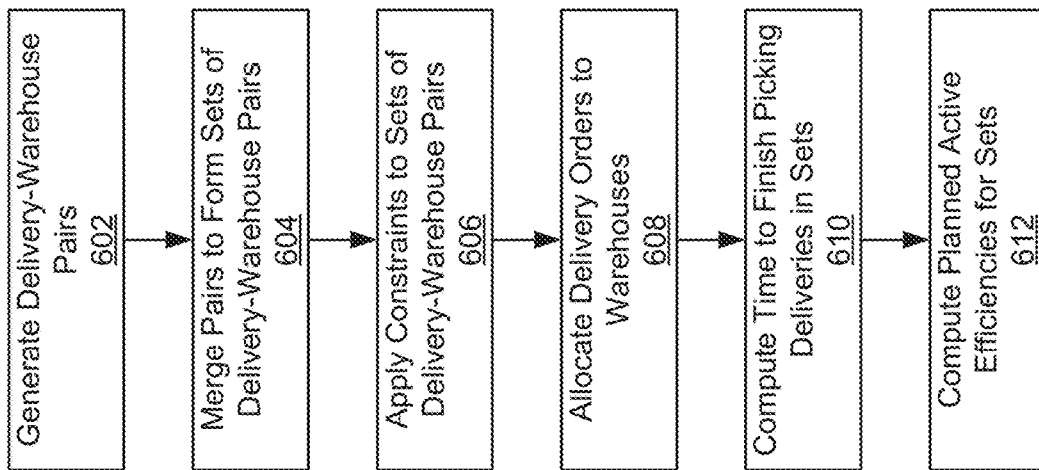 Generate Delivery-Warehouse
Pairs
602
Merge Pairs to Form Sets of
Delivery-Warehouse Pairs
604
Apply Constraints to Sets of
Delivery-Warehouse Pairs
606
Allocate Delivery Orders to
Warehouses
608
Compute Time to Finish Picking
Deliveries in Sets
610
Compute Planned Active
Efficiencies for Sets
612